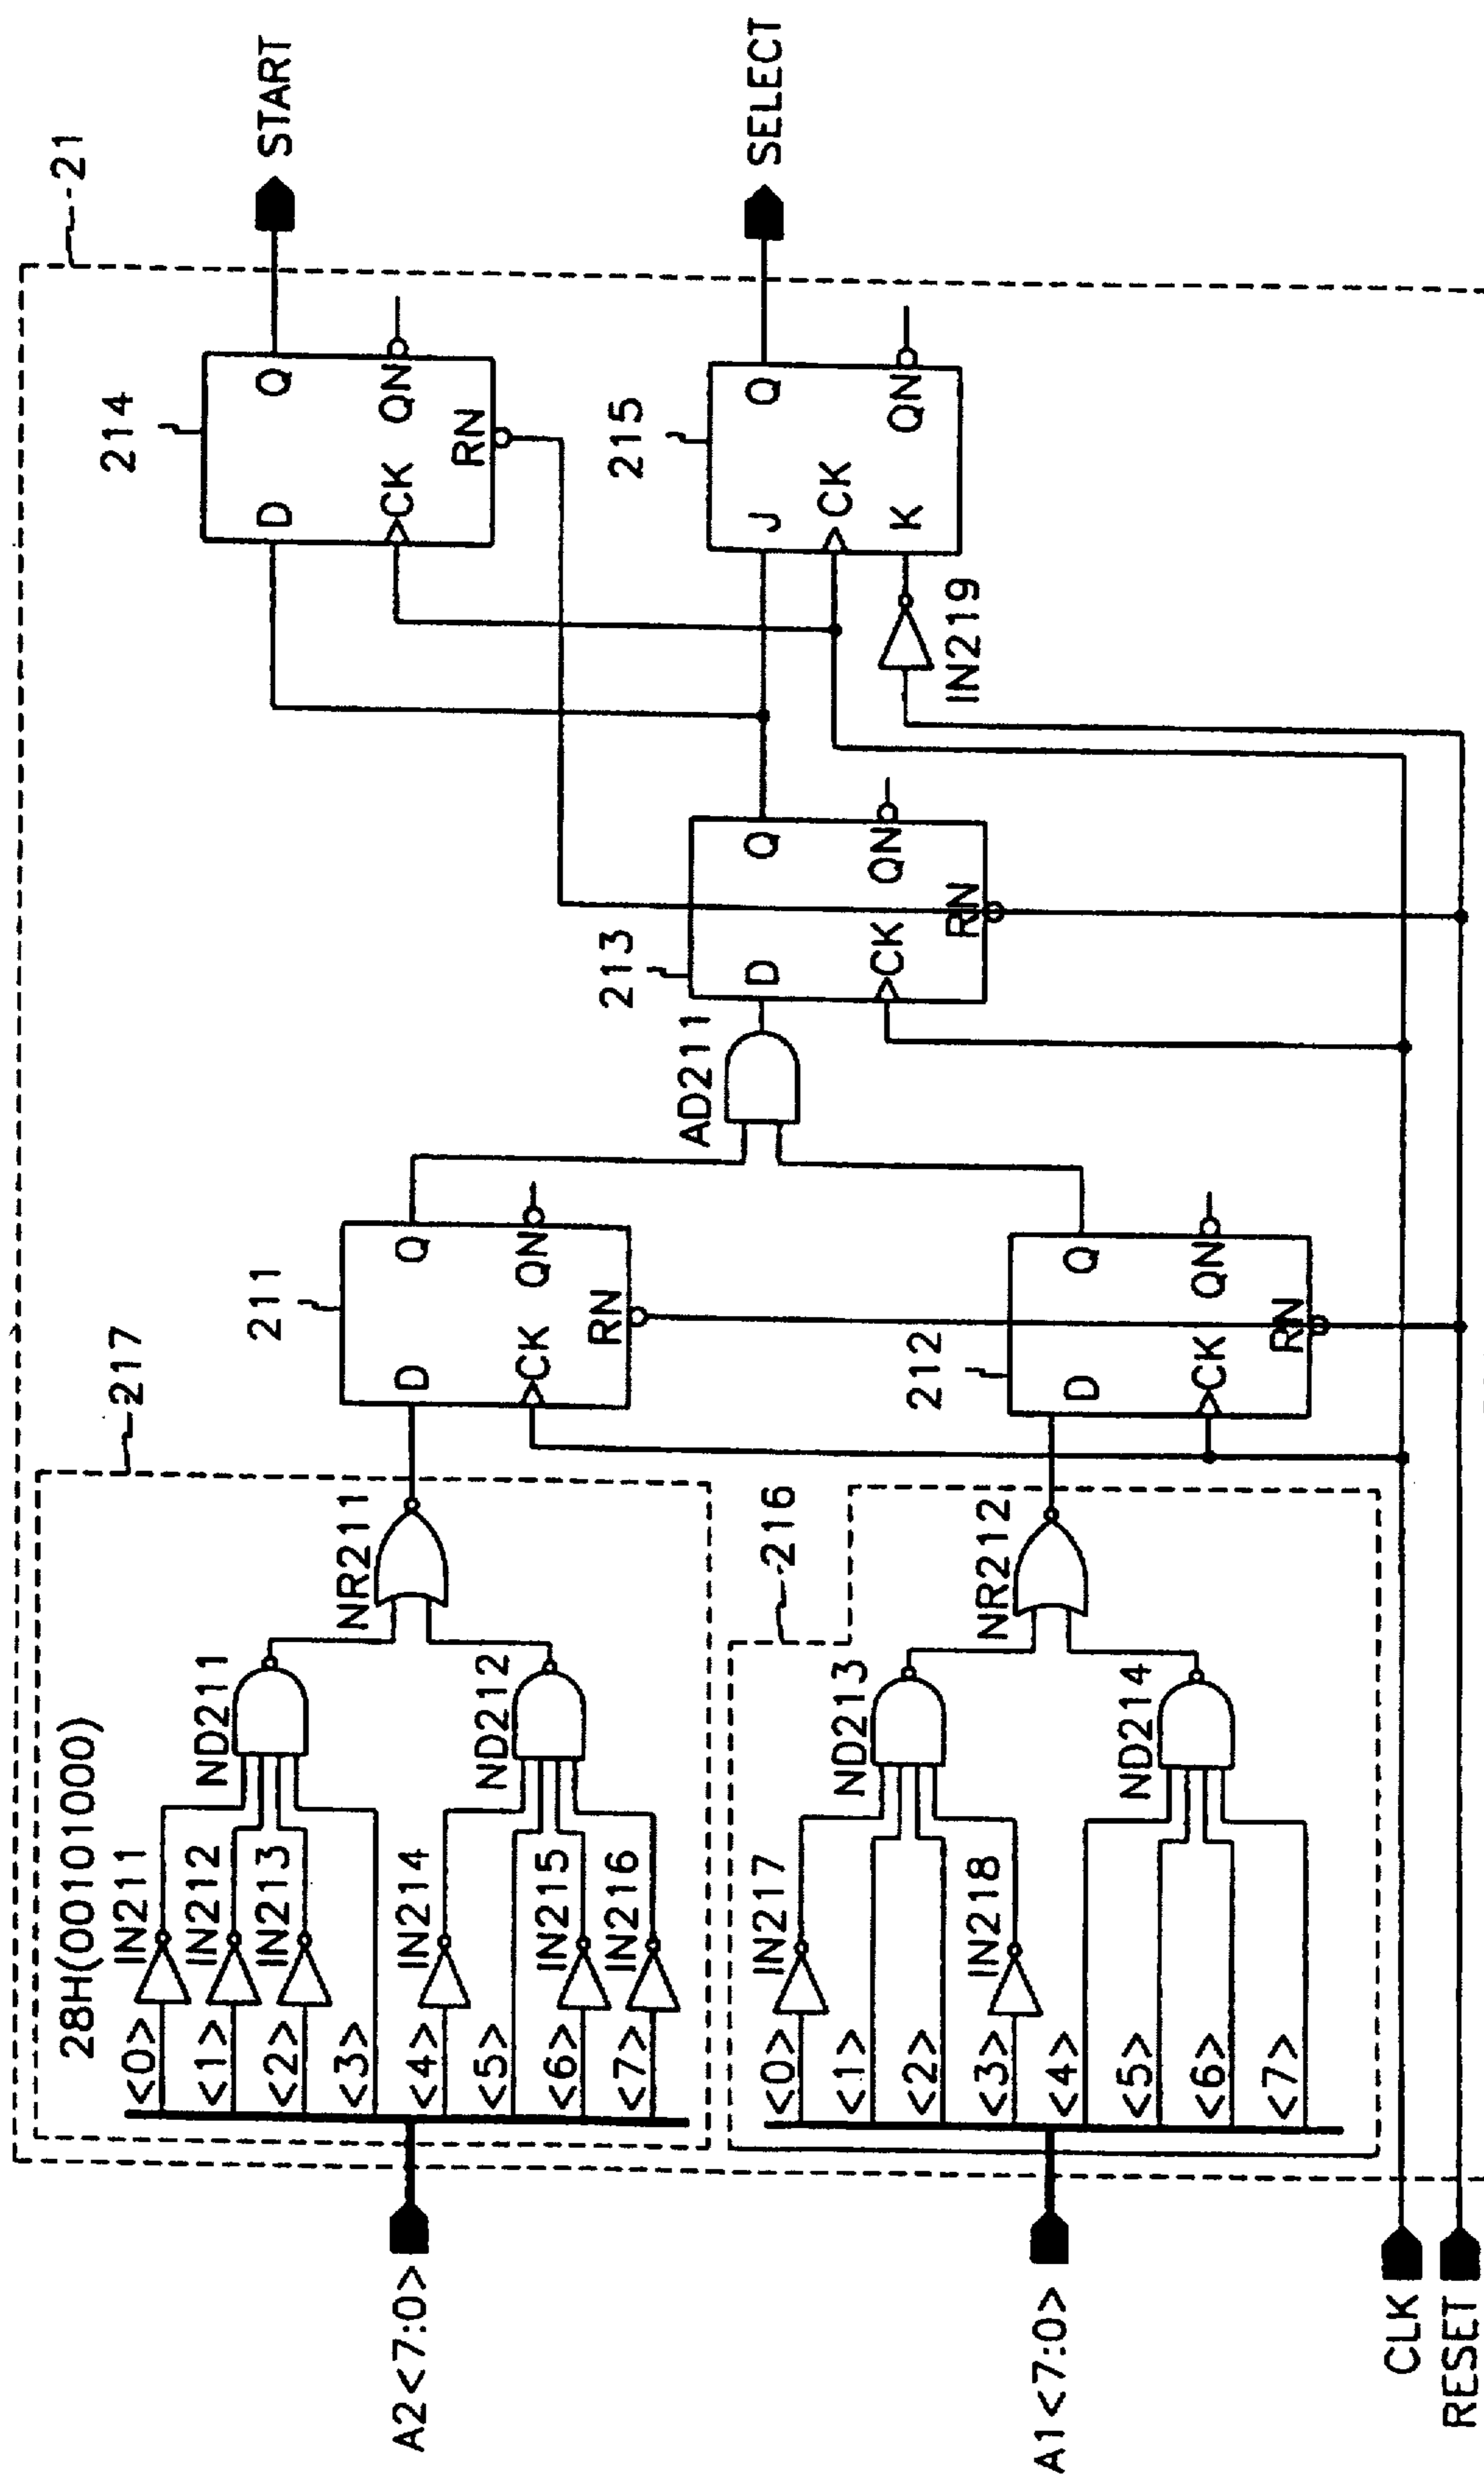 21
217
28H(00101000)
A2<7:0>
<0>
<1>
<2>
<3>
<4>
<5>
<6>
<7>
IN211
IN212
IN213
IN214
IN215
IN216
ND211
ND212
NR211
211
D
Q
CK
QN
RN
216
A1<7:0>
<0>
<1>
<2>
<3>
<4>
<5>
<6>
<7>
IN217
IN218
ND213
ND214
NR212
212
D
Q
CK
QN
RN
AD211
213
D
Q
CK
QN
RN
214
D
Q
CK
QN
RN
START
215
J
Q
CK
K
QN
IN219
SELECT
CLK
RESET